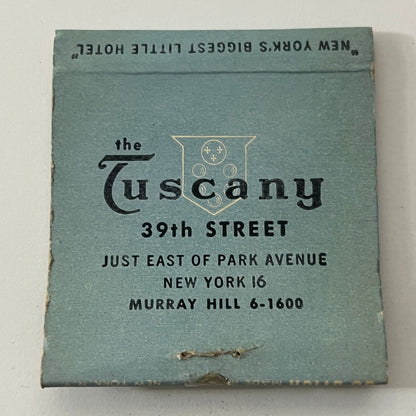 "NEW YORK'S BIGGEST LITTLE HOTEL"
the
Tuscany
39th STREET
JUST EAST OF PARK AVENUE
NEW YORK 16
MURRAY HILL 6-1600